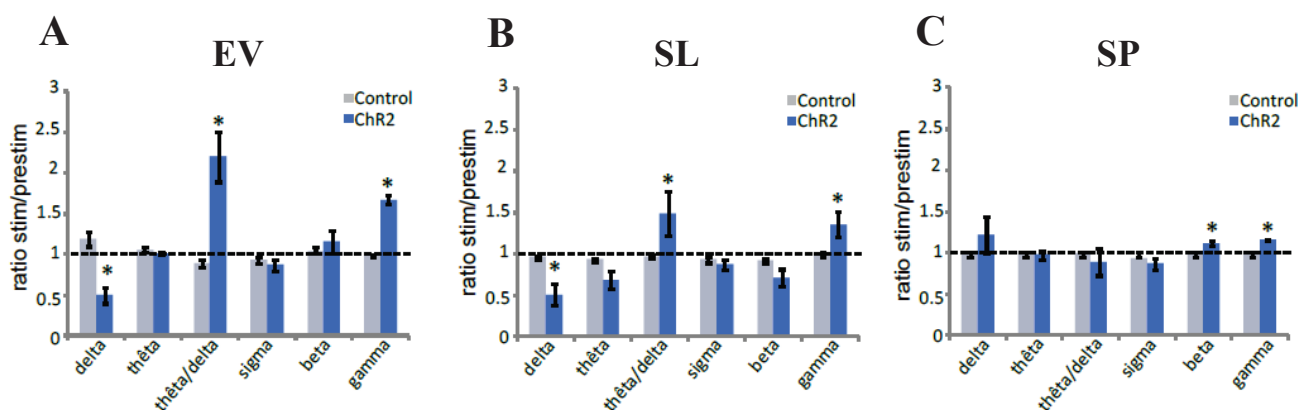 A
EV
ratio stim/prestim
3
2.5
2
1.5
1
0.5
0
Control
ChR2
*
*
*
delta
thêta
thêta/delta
sigma
beta
gamma
B
SL
ratio stim/prestim
3
2.5
2
1.5
1
0.5
0
Control
ChR2
*
*
*
delta
thêta
thêta/delta
sigma
beta
gamma
C
SP
ratio stim/prestim
3
2.5
2
1.5
1
0.5
0
Control
ChR2
*
*
delta
thêta
thêta/delta
sigma
beta
gamma